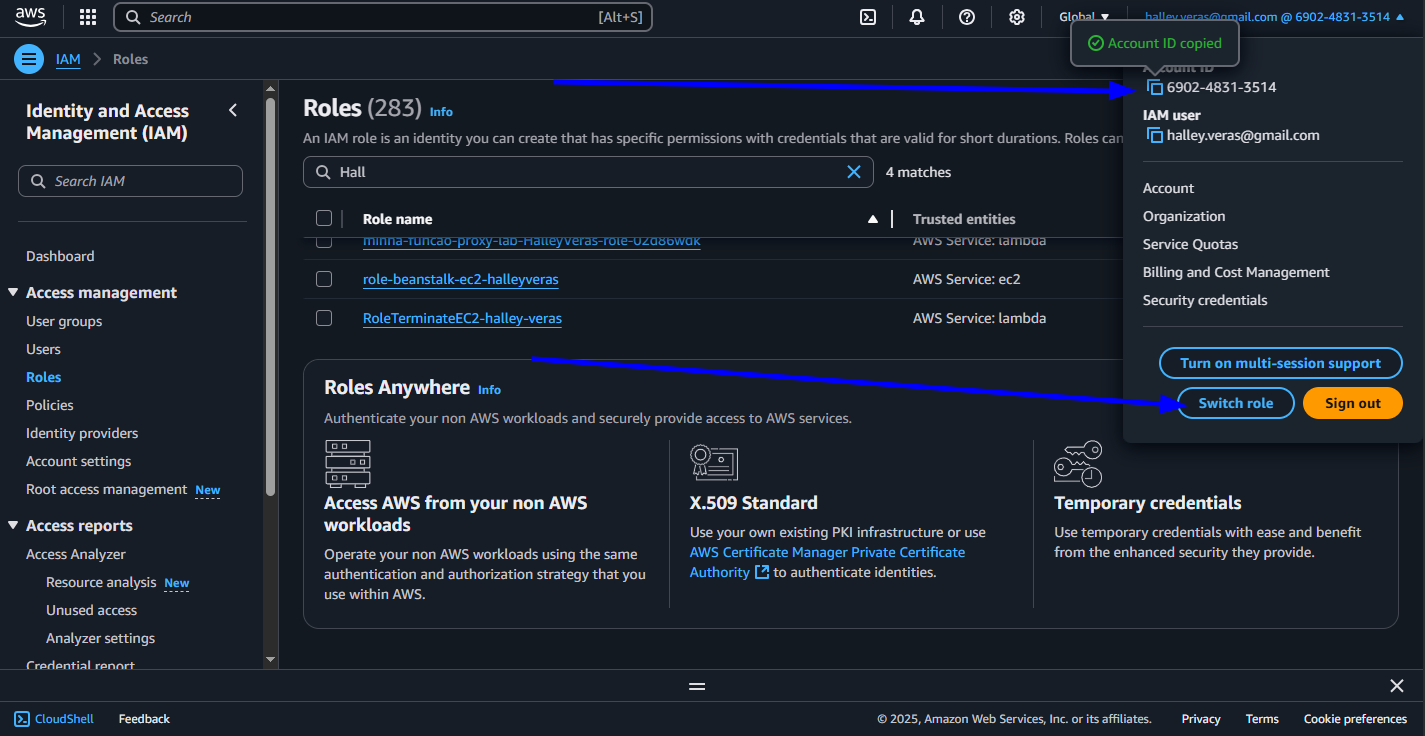 aws
Search
[Alt+S]
Global
halley.veras@gmail.com @ 6902-4831-3514
Account ID copied
IAM
Roles
Account ID
6902-4831-3514
IAM user
halley.veras@gmail.com
Account
Organization
Service Quotas
Billing and Cost Management
Security credentials
Turn on multi-session support
Switch role
Sign out
Identity and Access
Management (IAM)
Search IAM
Dashboard
Access management
User groups
Users
Roles
Policies
Identity providers
Account settings
Root access management New
Access reports
Access Analyzer
Resource analysis New
Unused access
Analyzer settings
Credential report
Roles (283) Info
An IAM role is an identity you can create that has specific permissions with credentials that are valid for short durations. Roles can
Hall
4 matches
Role name
Trusted entities
minha-funcao-proxy-lab-HalleyVeras-role-02d86wdk
AWS Service: lambda
role-beanstalk-ec2-halleyveras
AWS Service: ec2
RoleTerminateEC2-halley-veras
AWS Service: lambda
Roles Anywhere Info
Authenticate your non AWS workloads and securely provide access to AWS services.
Access AWS from your non AWS
workloads
Operate your non AWS workloads using the same
authentication and authorization strategy that you
use within AWS.
X.509 Standard
Use your own existing PKI infrastructure or use
AWS Certificate Manager Private Certificate
Authority to authenticate identities.
Temporary credentials
Use temporary credentials with ease and benefit
from the enhanced security they provide.
CloudShell
Feedback
© 2025, Amazon Web Services, Inc. or its affiliates.
Privacy
Terms
Cookie preferences